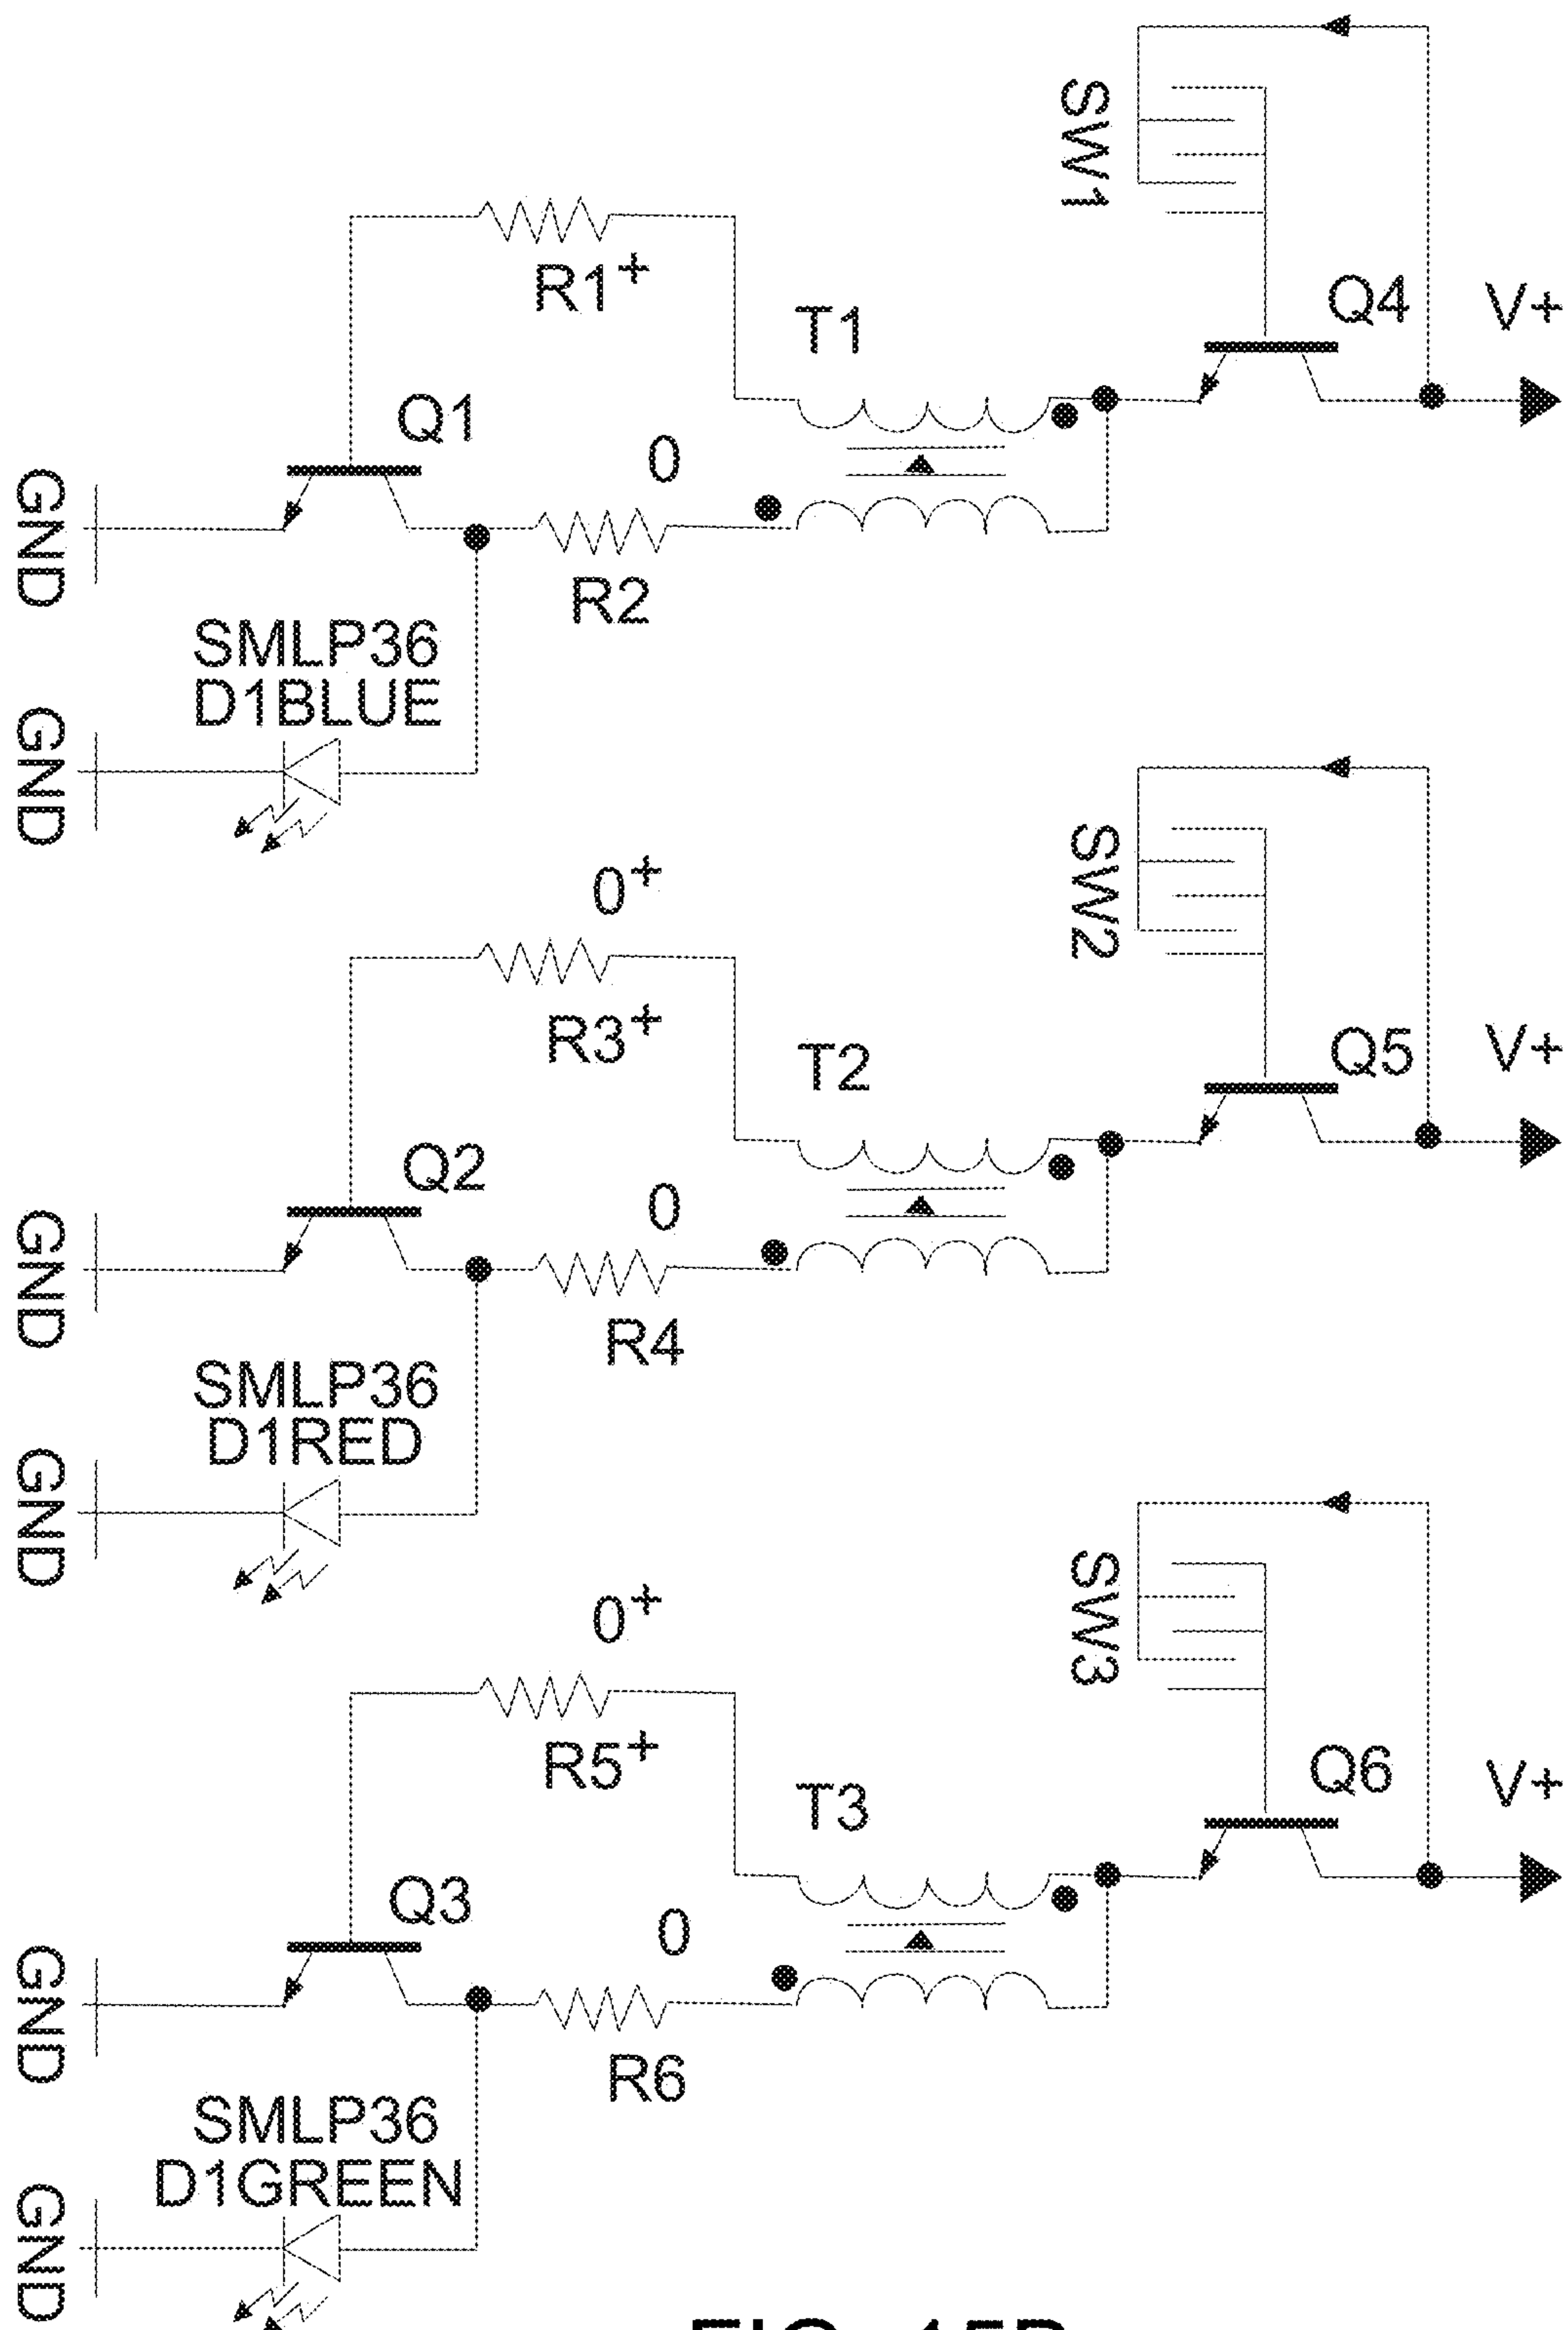 SW1
Q4
V+
R1+
T1
Q1
0
GND
R2
SMLP36
D1BLUE
GND
SW2
0+
R3+
Q5
V+
T2
Q2
0
GND
R4
SMLP36
D1RED
GND
SW3
0+
R5+
Q6
V+
T3
Q3
0
GND
R6
SMLP36
D1GREEN
GND